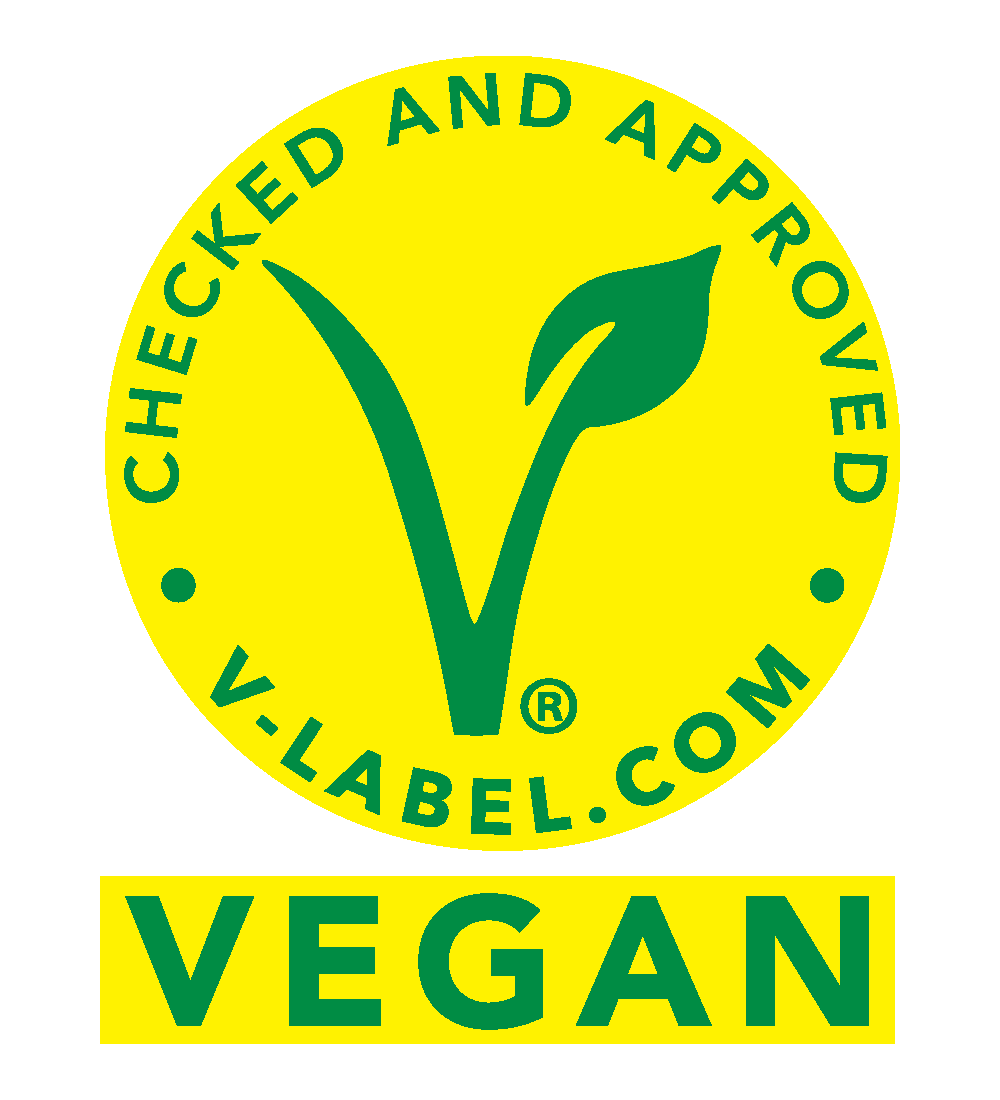 CHECKED AND APPROVED
®
• V-LABEL.COM •
VEGAN